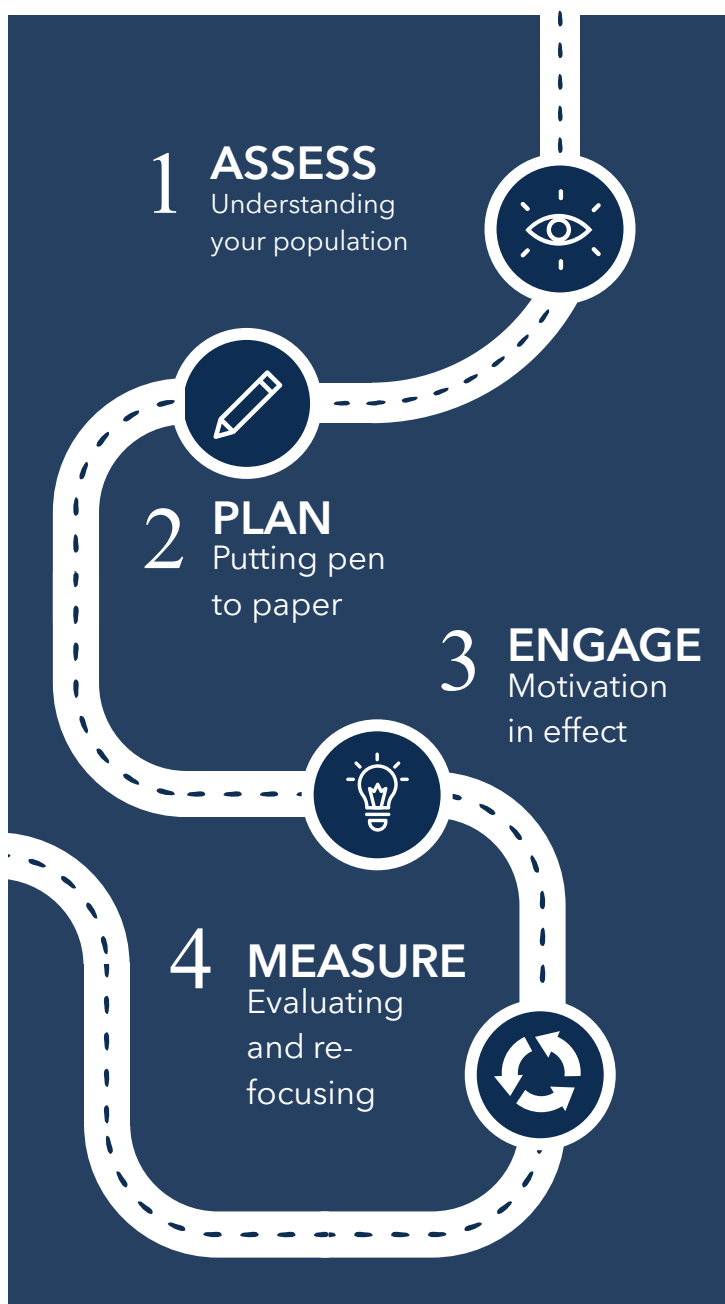 1 ASSESS
Understanding
your population
2 PLAN
Putting pen
to paper
3 ENGAGE
Motivation
in effect
4 MEASURE
Evaluating
and re-
focusing